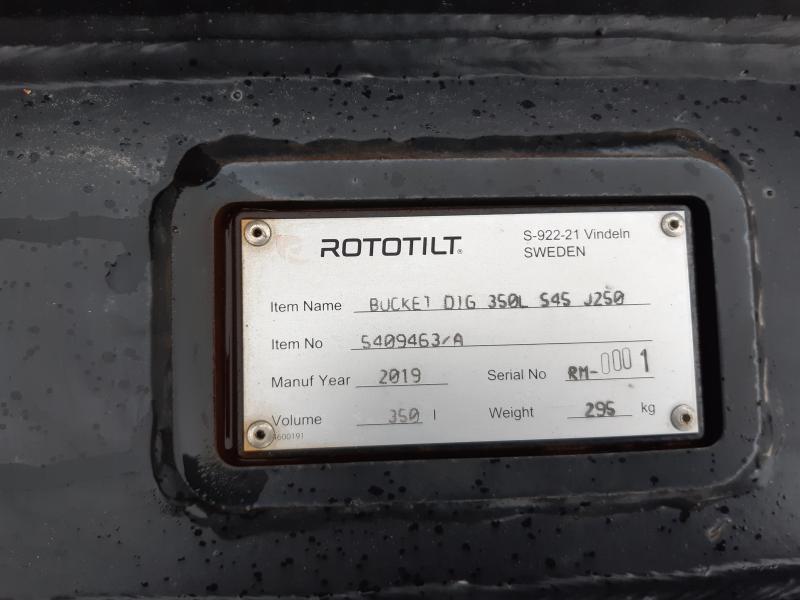 ROTOTILT®
S-922-21 Vindeln
SWEDEN
Item Name BUCKET DIG 350L S45 J250
Item No 5409463/A
Manuf Year 2019 Serial No RM-0001
Volume 350 l Weight 295 kg
4600191